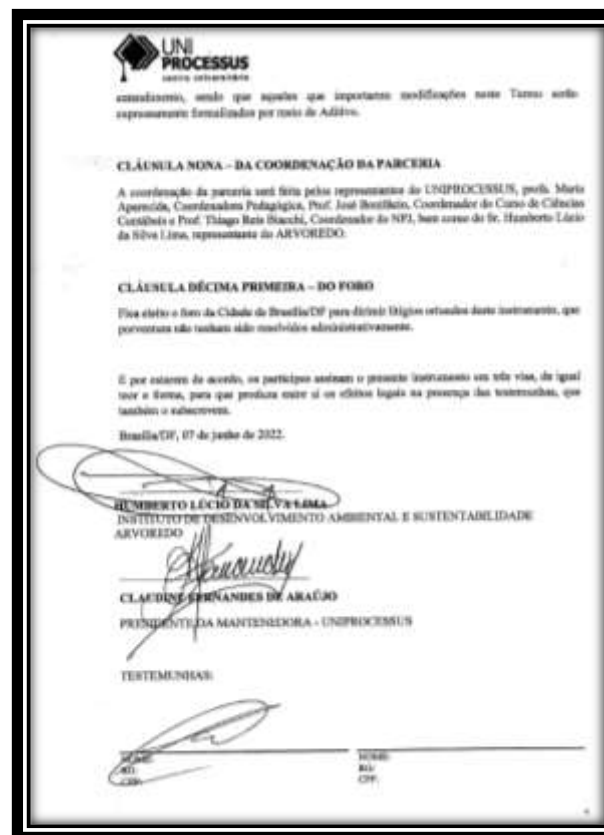 UNI
PROCESSUS
centro universitário
entendimento, sendo que aqueles que importarem modificações neste Termo serão
expressamente formalizados por meio de Aditivo.
CLÁUSULA NONA – DA COORDENAÇÃO DA PARCERIA
A coordenação da parceria será feita pelos representantes do UNIPROCESSUS, profa. Maria
Aparecida, Coordenadora Pedagógica, Prof. José Bonifácio, Coordenador do Curso de Ciências
Contábeis e Prof. Thiago Reis Biacchi, Coordenador do NPJ, bem como do Sr. Humberto Lúcio
da Silva Lima, representante do ARVOREDO.
CLÁUSULA DÉCIMA PRIMEIRA – DO FORO
Fica eleito o foro da Cidade de Brasília/DF para dirimir litígios oriundos deste instrumento, que
porventura não tenham sido resolvidos administrativamente.
E por estarem de acordo, os partícipes assinam o presente instrumento em três vias, de igual
teor e forma, para que produza entre si os efeitos legais na presença das testemunhas, que
também o subscrevem.
Brasília/DF, 07 de junho de 2022.
HUMBERTO LÚCIO DA SILVA LIMA
INSTITUTO DE DESENVOLVIMENTO AMBIENTAL E SUSTENTABILIDADE
ARVOREDO
CLAUDINE FERNANDES DE ARAÚJO
PRESIDENTE DA MANTENEDORA - UNIPROCESSUS
TESTEMUNHAS:
NOME: NOME:
RG: RG:
CPF: CPF: